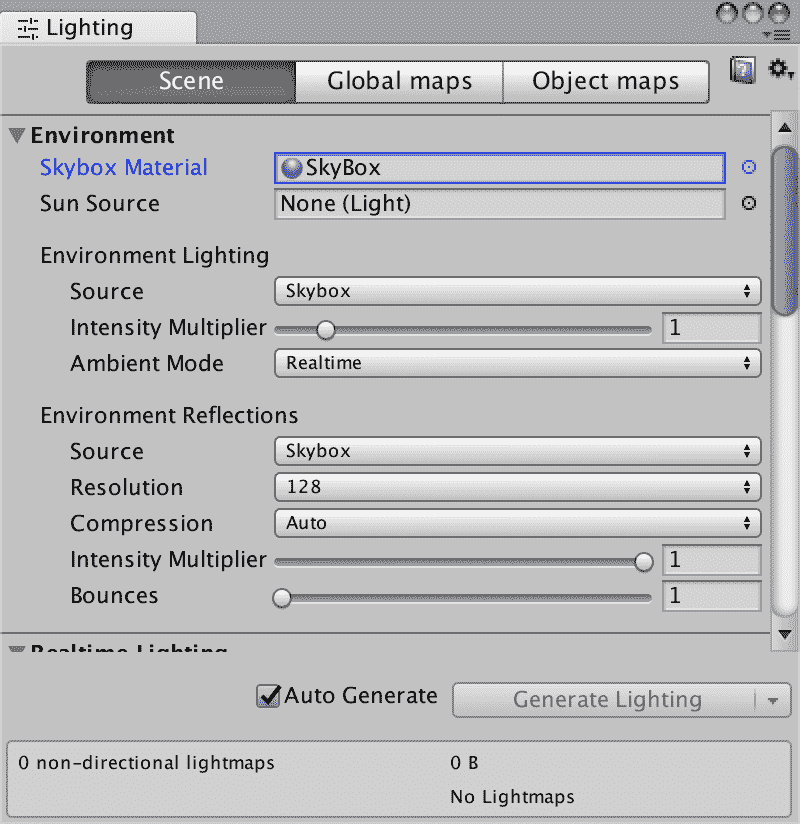 Lighting
Scene Global maps Object maps
Environment
Skybox Material SkyBox
Sun Source None (Light)
Environment Lighting
Source Skybox
Intensity Multiplier 1
Ambient Mode Realtime
Environment Reflections
Source Skybox
Resolution 128
Compression Auto
Intensity Multiplier 1
Bounces 1
Realtime Lighting
Auto Generate Generate Lighting
0 non-directional lightmaps 0 B
No Lightmaps